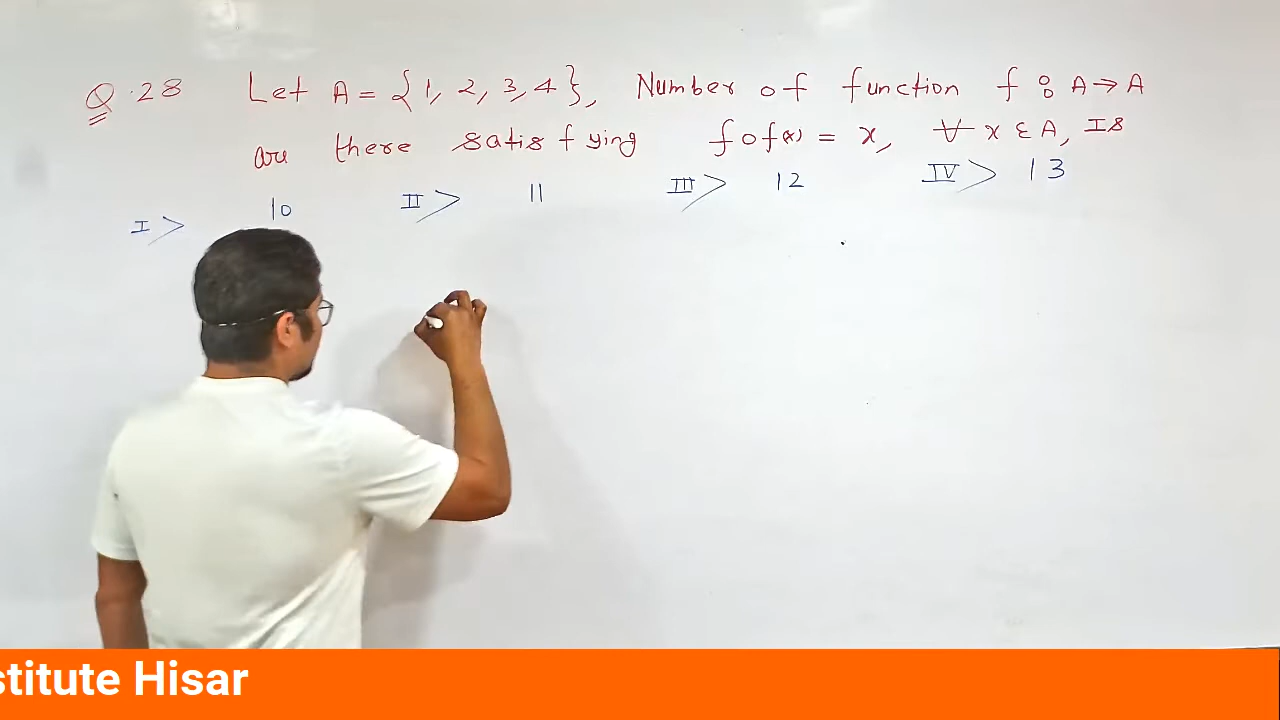 Q.28 Let A = {1, 2, 3, 4}, Number of function f : A → A
are there satisfying fof(x) = x, ∀ x ε A, Is
I> 10 II> 11 III> 12 IV> 13
stitute Hisar